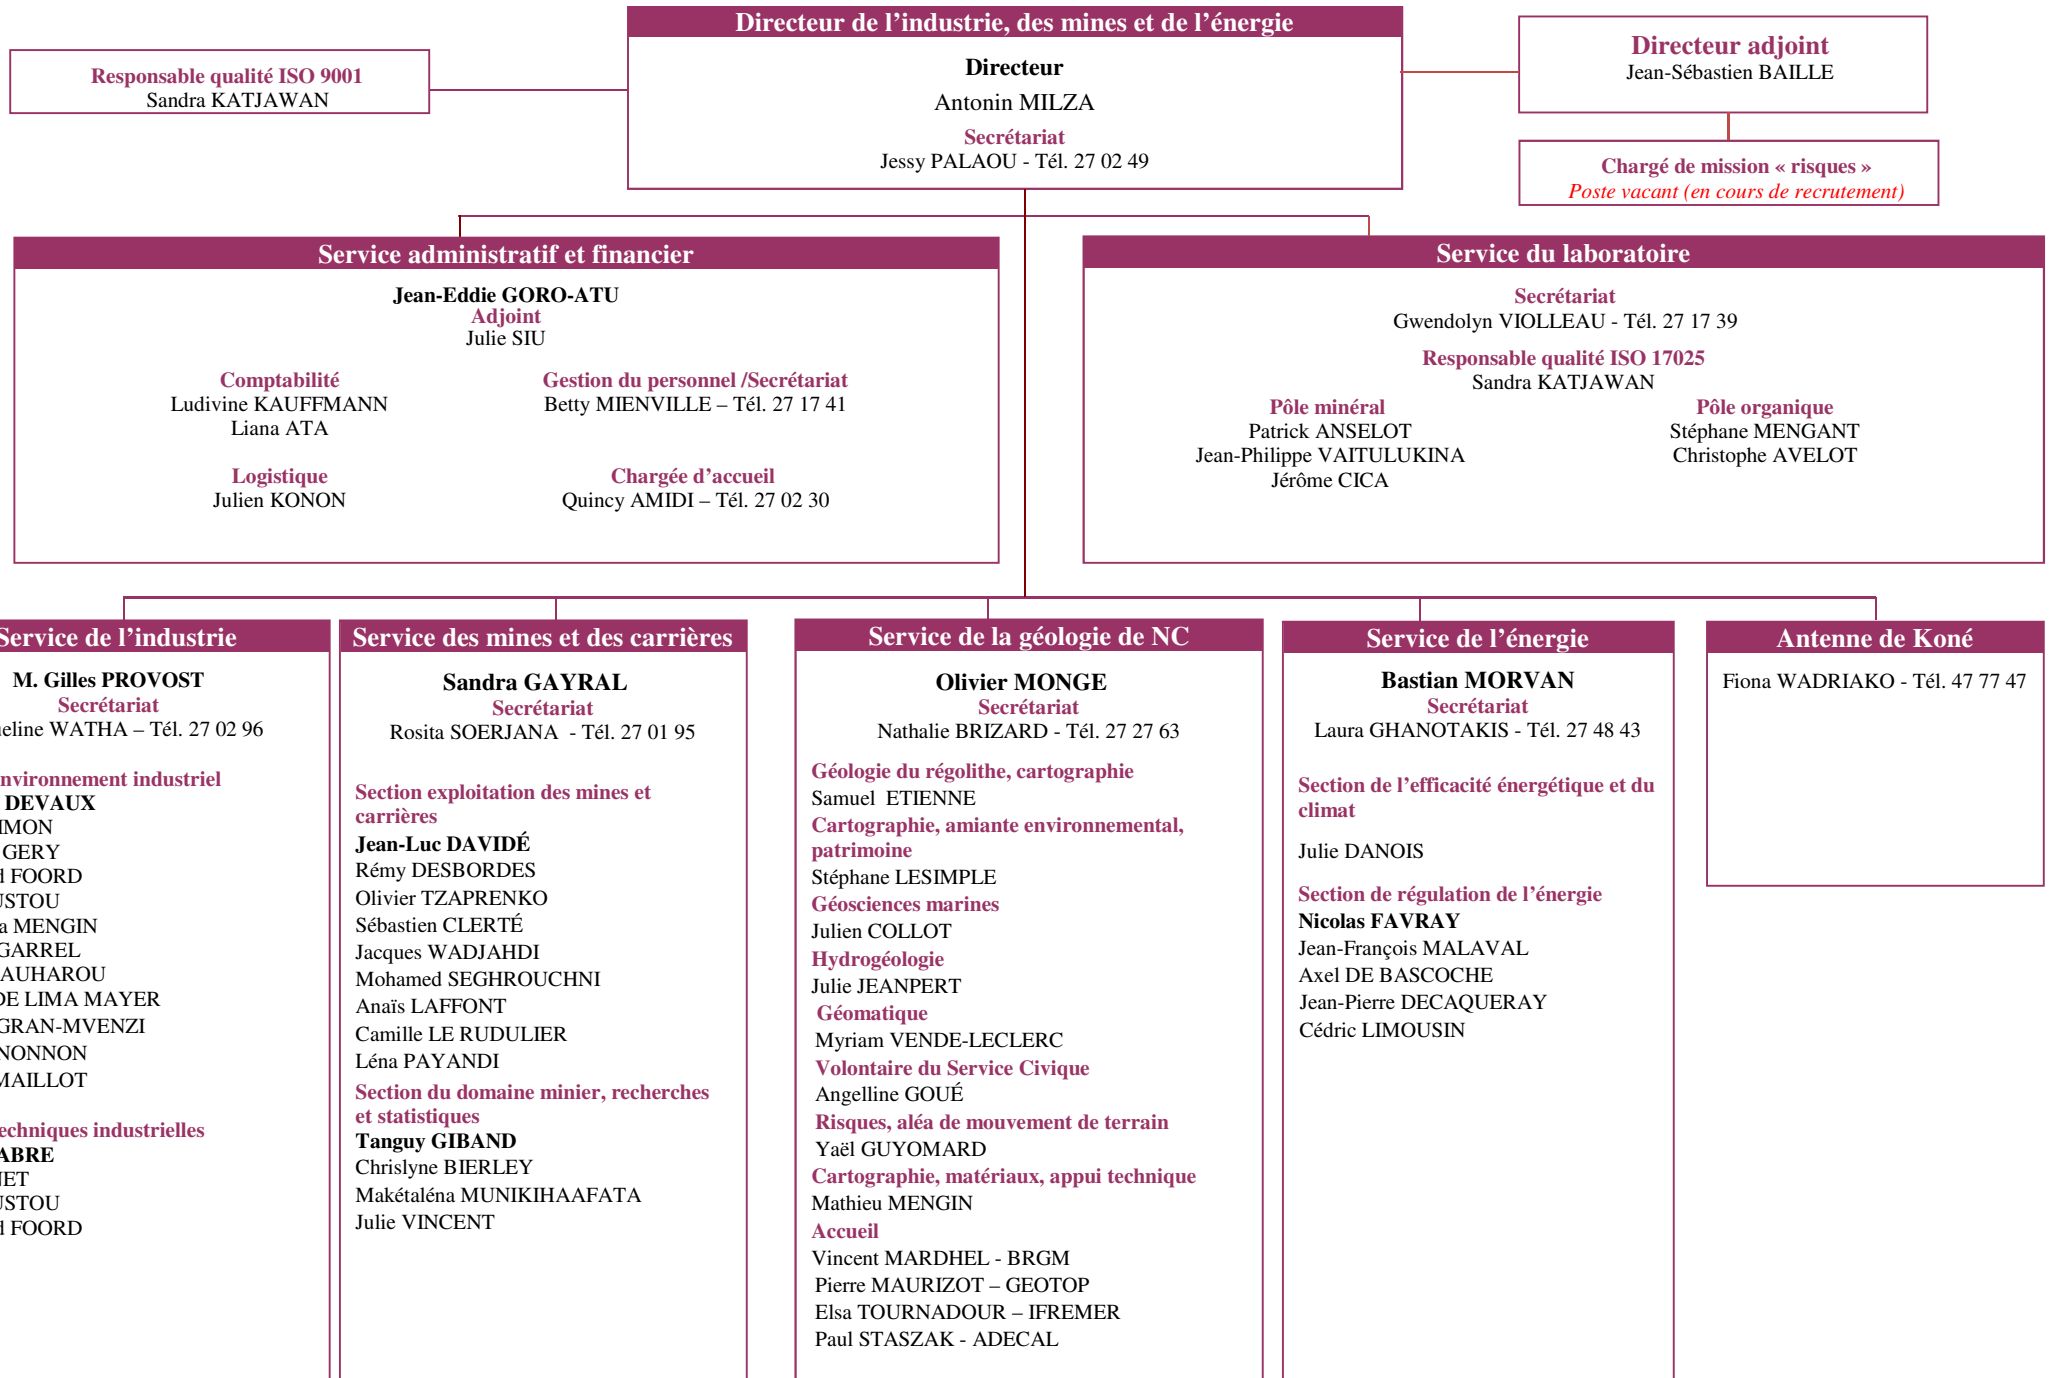 Directeur de l’industrie, des mines et de l’énergie
Directeur
Antonin MILZA
Secrétariat
Jessy PALAOU - Tél. 27 02 49
Responsable qualité ISO 9001
Sandra KATJAWAN
Directeur adjoint
Jean-Sébastien BAILLE
Chargé de mission « risques »
Poste vacant (en cours de recrutement)
Service administratif et financier
Jean-Eddie GORO-ATU
Adjoint
Julie SIU
Comptabilité
Ludivine KAUFFMANN
Liana ATA
Gestion du personnel /Secrétariat
Betty MIENVILLE – Tél. 27 17 41
Logistique
Julien KONON
Chargée d’accueil
Quincy AMIDI – Tél. 27 02 30
Service du laboratoire
Secrétariat
Gwendolyn VIOLLEAU - Tél. 27 17 39
Responsable qualité ISO 17025
Sandra KATJAWAN
Pôle minéral
Patrick ANSELOT
Jean-Philippe VAITULUKINA
Jérôme CICA
Pôle organique
Stéphane MENGANT
Christophe AVELOT
Service de l’industrie
M. Gilles PROVOST
Secrétariat
WATHA – Tél. 27 02 96
industriel
DEVAUX
GERY
FOORD
MENGIN
GARREL
DE LIMA MAYER
industrielles
FOORD
Service des mines et des carrières
Sandra GAYRAL
Secrétariat
Rosita SOERJANA - Tél. 27 01 95
Section exploitation des mines et
carrières
Jean-Luc DAVIDÉ
Rémy DESBORDES
Olivier TZAPRENKO
Sébastien CLERTÉ
Jacques WADJAHDI
Mohamed SEGHROUCHNI
Anaïs LAFFONT
Camille LE RUDULIER
Léna PAYANDI
Section du domaine minier, recherches
et statistiques
Tanguy GIBAND
Chrislyne BIERLEY
Makétaléna MUNIKIHAAFATA
Julie VINCENT
Service de la géologie de NC
Olivier MONGE
Secrétariat
Nathalie BRIZARD - Tél. 27 27 63
Géologie du régolithe, cartographie
Samuel ETIENNE
Cartographie, amiante environnemental,
patrimoine
Stéphane LESIMPLE
Géosciences marines
Julien COLLOT
Hydrogéologie
Julie JEANPERT
Géomatique
Myriam VENDE-LECLERC
Volontaire du Service Civique
Angelline GOUÉ
Risques, aléa de mouvement de terrain
Yaël GUYOMARD
Cartographie, matériaux, appui technique
Mathieu MENGIN
Accueil
Vincent MARDHEL - BRGM
Pierre MAURIZOT – GEOTOP
Elsa TOURNADOUR – IFREMER
Paul STASZAK - ADECAL
Service de l’énergie
Bastian MORVAN
Secrétariat
Laura GHANOTAKIS - Tél. 27 48 43
Section de l’efficacité énergétique et du
climat
Julie DANOIS
Section de régulation de l’énergie
Nicolas FAVRAY
Jean-François MALAVAL
Axel DE BASCOCHE
Jean-Pierre DECAQUERAY
Cédric LIMOUSIN
Antenne de Koné
Fiona WADRIAKO - Tél. 47 77 47